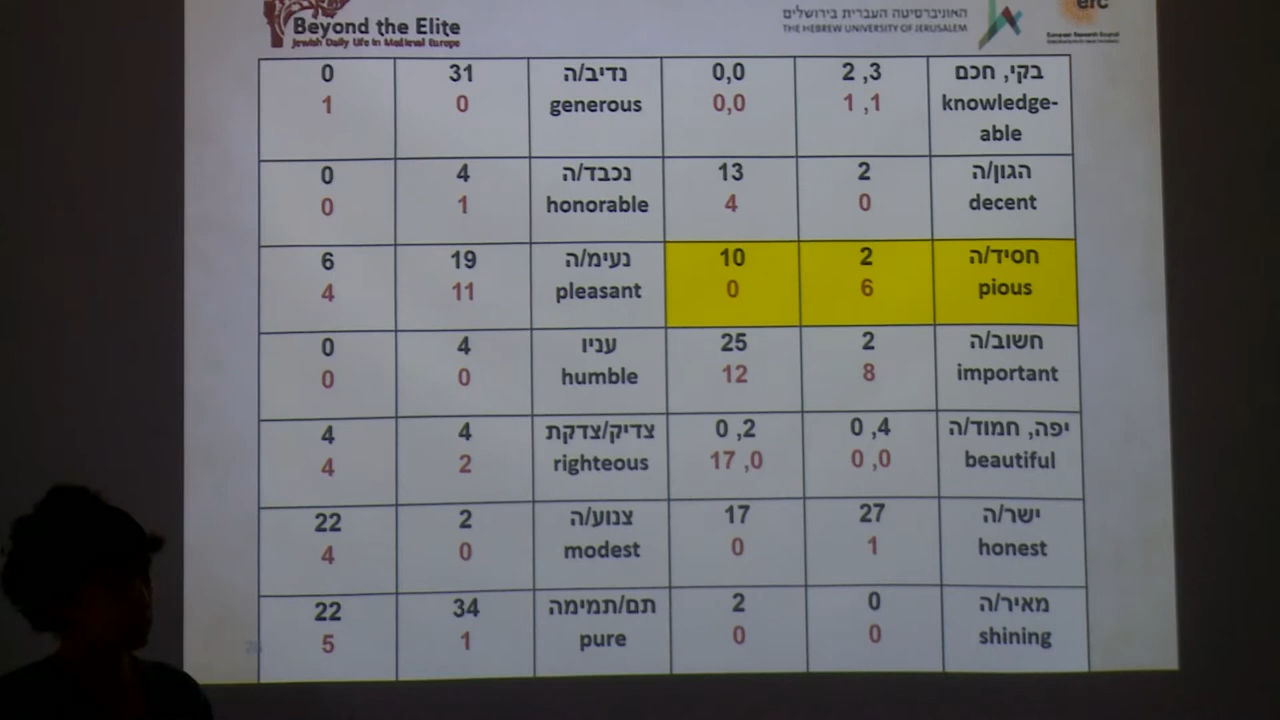 Beyond the Elite
Jewish Daily Life in Medieval Europe
האוניברסיטה העברית בירושלים
THE HEBREW UNIVERSITY OF JERUSALEM
erc
European Research Council
בקי, חכם
knowledge-
able
2 ,3
1 ,1
0,0
0,0
נדיב/ה
generous
31
0
0
1
הגון/ה
decent
2
0
13
4
נכבד/ה
honorable
4
1
0
0
חסיד/ה
pious
2
6
10
0
נעימ/ה
pleasant
19
11
6
4
חשוב/ה
important
2
8
25
12
עניו
humble
4
0
0
0
יפה, חמוד/ה
beautiful
0 ,4
0 ,0
0 ,2
17 ,0
צדיק/צדקת
righteous
4
2
4
4
ישר/ה
honest
27
1
17
0
צנוע/ה
modest
2
0
22
4
מאיר/ה
shining
0
0
2
0
תם/תמימה
pure
34
1
22
5